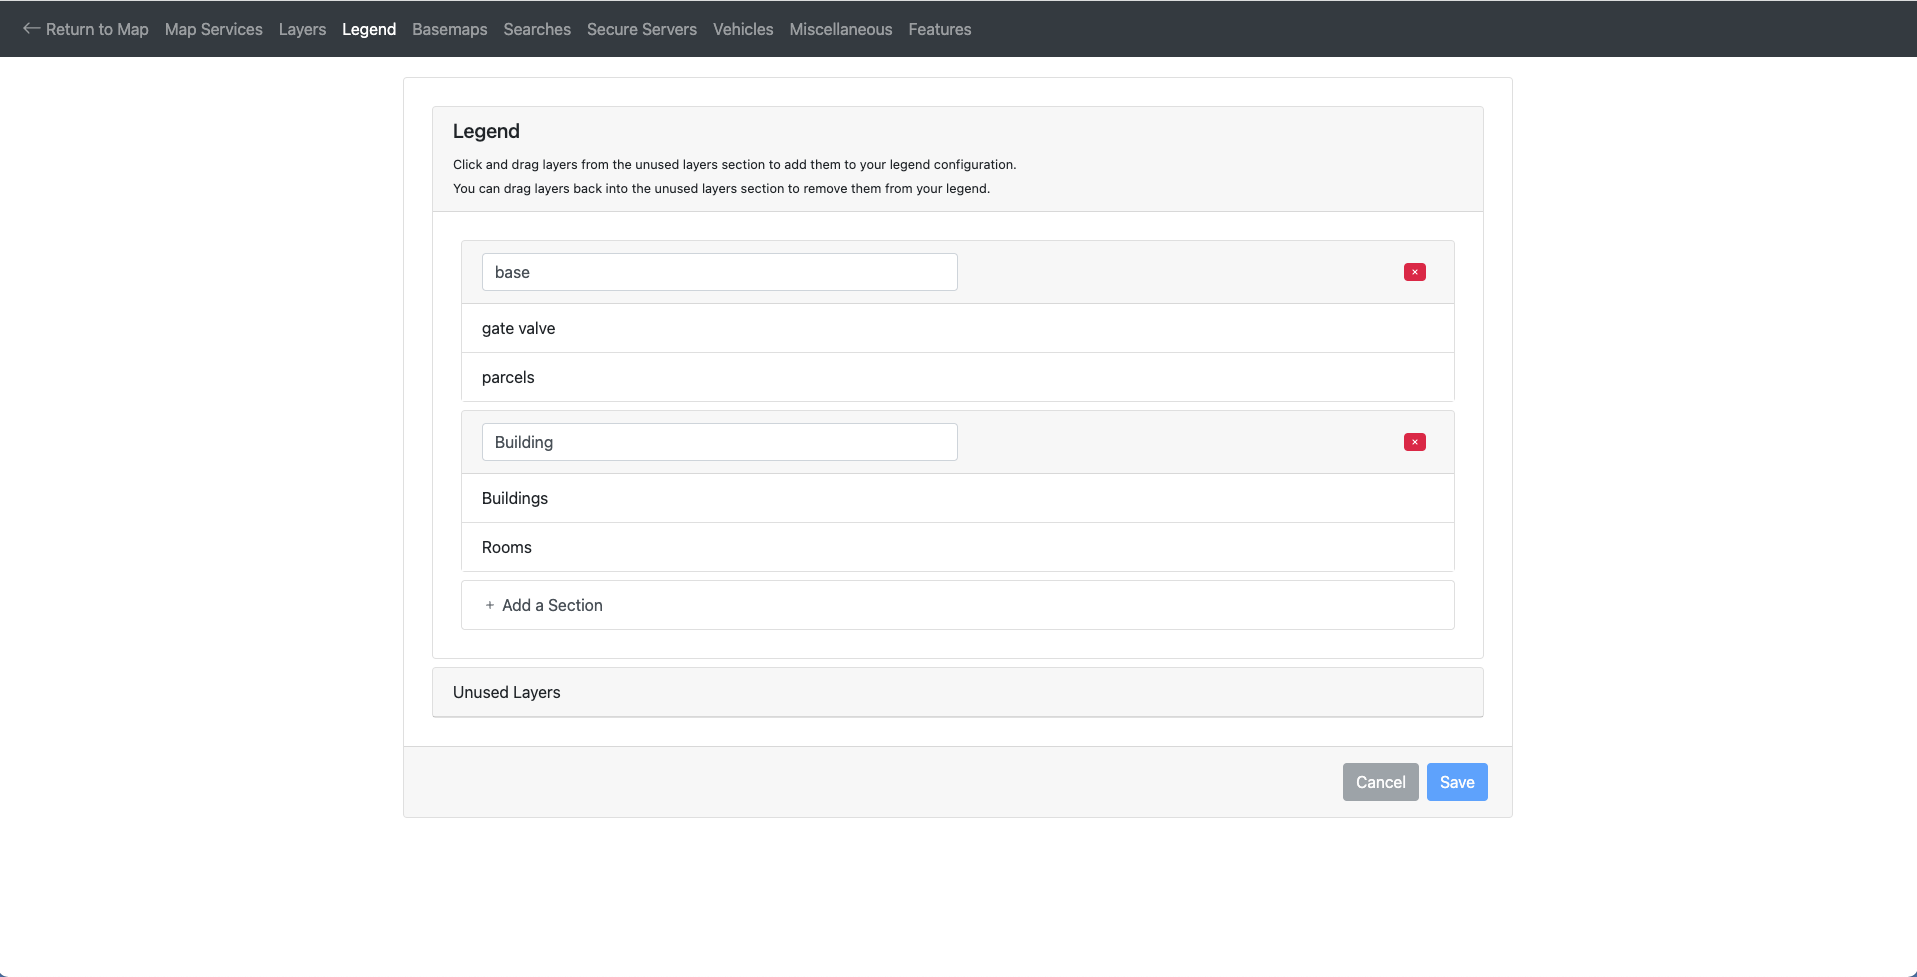 ← Return to Map Map Services Layers Legend Basemaps Searches Secure Servers Vehicles Miscellaneous Features
Legend
Click and drag layers from the unused layers section to add them to your legend configuration.
You can drag layers back into the unused layers section to remove them from your legend.
base ×
gate valve
parcels
Building ×
Buildings
Rooms
+ Add a Section
Unused Layers
Cancel Save